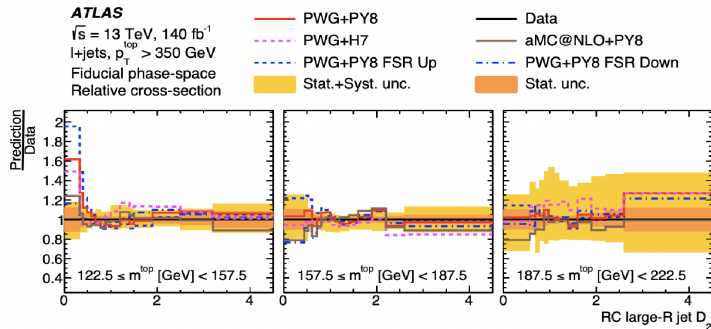 ATLAS
√s = 13 TeV, 140 fb⁻¹
l+jets, p_T^top > 350 GeV
Fiducial phase-space
Relative cross-section
PWG+PY8
PWG+H7
PWG+PY8 FSR Up
Stat.+Syst. unc.
Data
aMC@NLO+PY8
PWG+PY8 FSR Down
Stat. unc.
Prediction
Data
2
1.8
1.6
1.4
1.2
1
0.8
0.6
0.4
122.5 ≤ m^top [GeV] < 157.5
157.5 ≤ m^top [GeV] < 187.5
187.5 ≤ m^top [GeV] < 222.5
0 2 4 0 2 4 0 2 4
RC large-R jet D₂